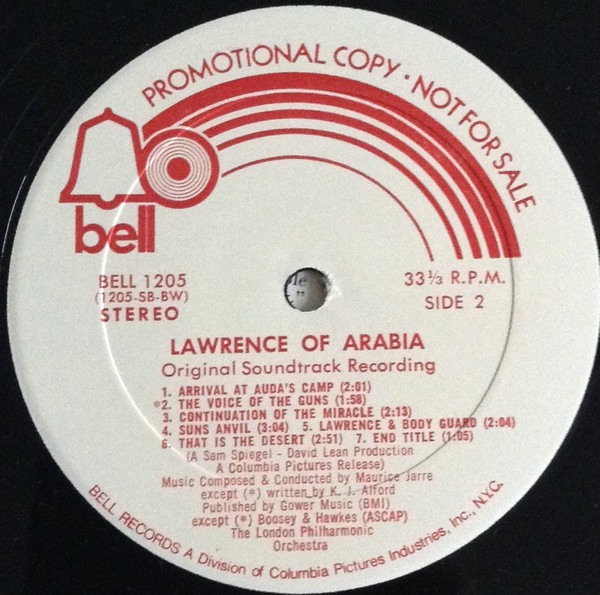 PROMOTIONAL COPY · NOT FOR SALE
bell
BELL 1205
(1205-SB-BW)
STEREO
33⅓ R.P.M.
SIDE 2
LAWRENCE OF ARABIA
Original Soundtrack Recording
1. ARRIVAL AT AUDA'S CAMP (2:01)
*2. THE VOICE OF THE GUNS (1:58)
3. CONTINUATION OF THE MIRACLE (2:13)
4. SUNS ANVIL (3:04) 5. LAWRENCE & BODY GUARD (2:04)
6. THAT IS THE DESERT (2:51) 7. END TITLE (1:05)
(A Sam Spiegel - David Lean Production
A Columbia Pictures Release)
Music Composed & Conducted by Maurice Jarre
except (*) written by K. J. Alford
Published by Gower Music (BMI)
except (*) Boosey & Hawkes (ASCAP)
The London Philharmonic
Orchestra
BELL RECORDS A Division of Columbia Pictures Industries, Inc., N.Y.C.